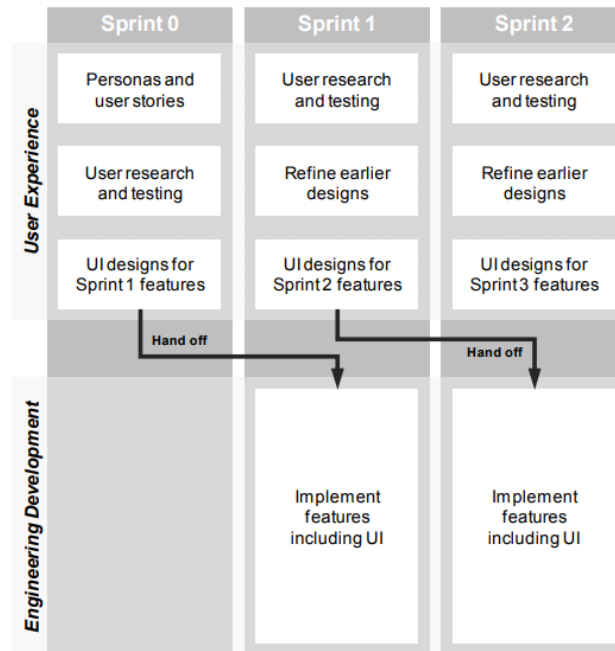 Sprint 0
Sprint 1
Sprint 2
User Experience
Personas and
user stories
User research
and testing
User research
and testing
User research
and testing
Refine earlier
designs
Refine earlier
designs
UI designs for
Sprint 1 features
UI designs for
Sprint 2 features
UI designs for
Sprint 3 features
Hand off
Hand off
Engineering Development
Implement
features
including UI
Implement
features
including UI